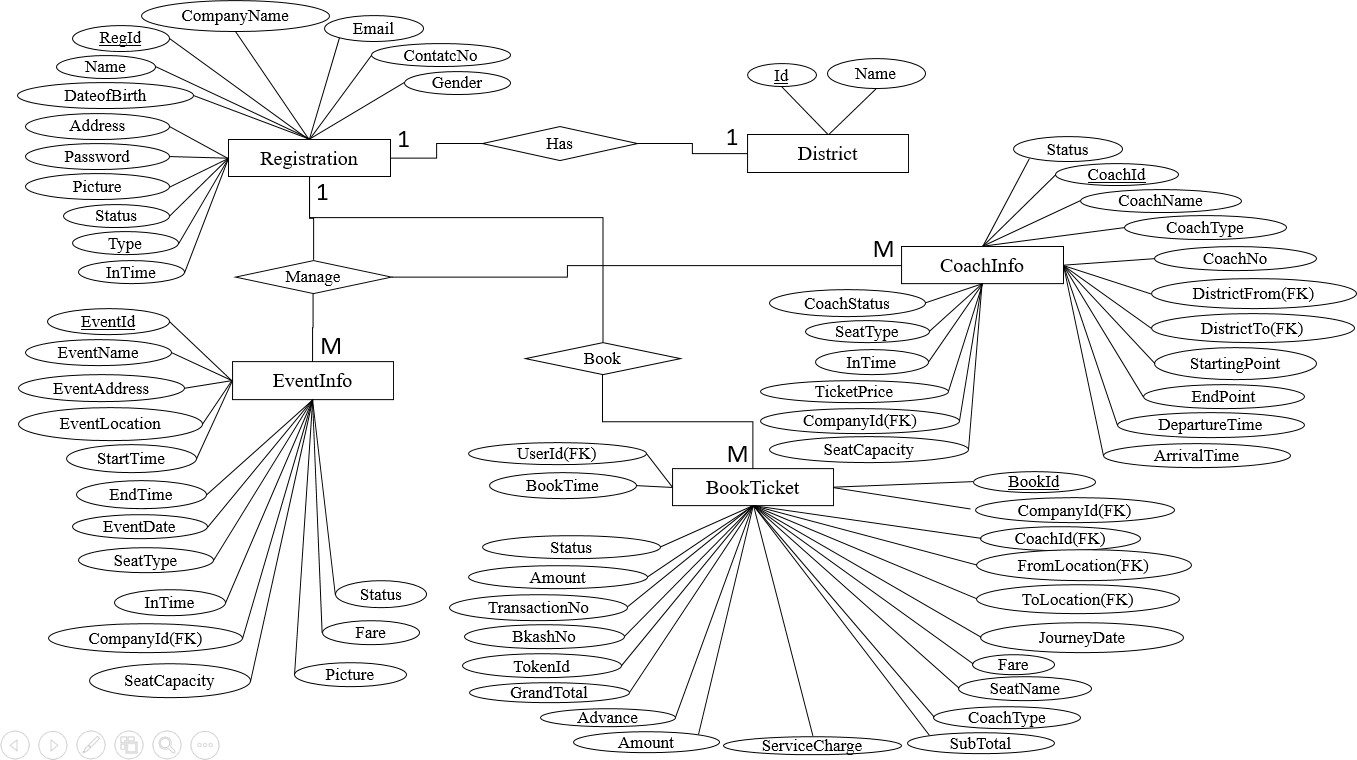 CompanyName
RegId
Email
ContatcNo
Name
Gender
DateofBirth
Address
Password
Picture
Status
Type
InTime
Registration
1
1
Has
1
District
Id
Name
Manage
M
CoachInfo
Status
CoachId
CoachName
CoachType
CoachNo
DistrictFrom(FK)
DistrictTo(FK)
StartingPoint
EndPoint
DepartureTime
ArrivalTime
CoachStatus
SeatType
InTime
TicketPrice
CompanyId(FK)
SeatCapacity
M
EventInfo
EventId
EventName
EventAddress
EventLocation
StartTime
EndTime
EventDate
SeatType
InTime
CompanyId(FK)
SeatCapacity
Status
Fare
Picture
Book
M
BookTicket
UserId(FK)
BookTime
BookId
CompanyId(FK)
CoachId(FK)
FromLocation(FK)
ToLocation(FK)
JourneyDate
Fare
SeatName
CoachType
SubTotal
Status
Amount
TransactionNo
BkashNo
TokenId
GrandTotal
Advance
Amount
ServiceCharge